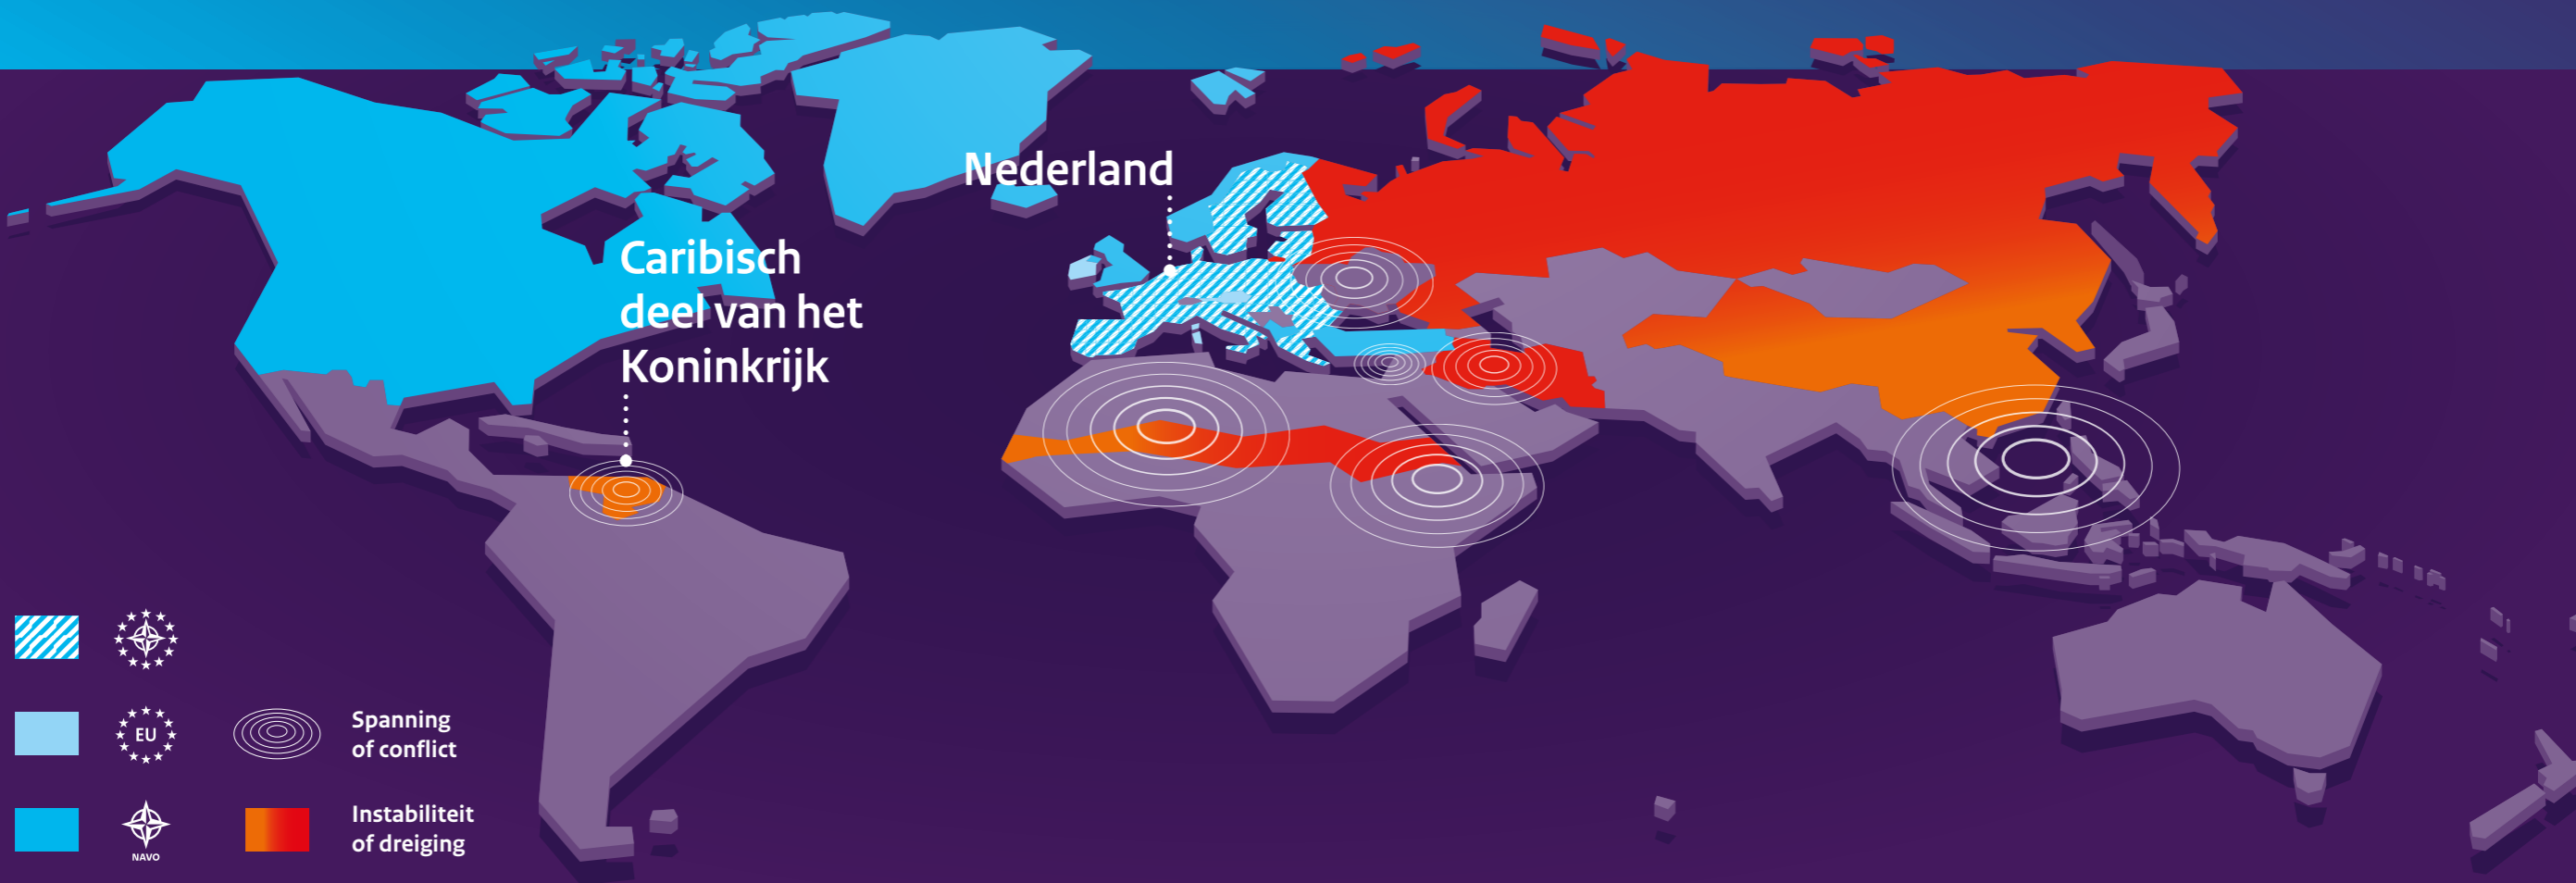 Nederland
Caribisch
deel van het
Koninkrijk
EU
NAVO
Spanning
of conflict
Instabiliteit
of dreiging